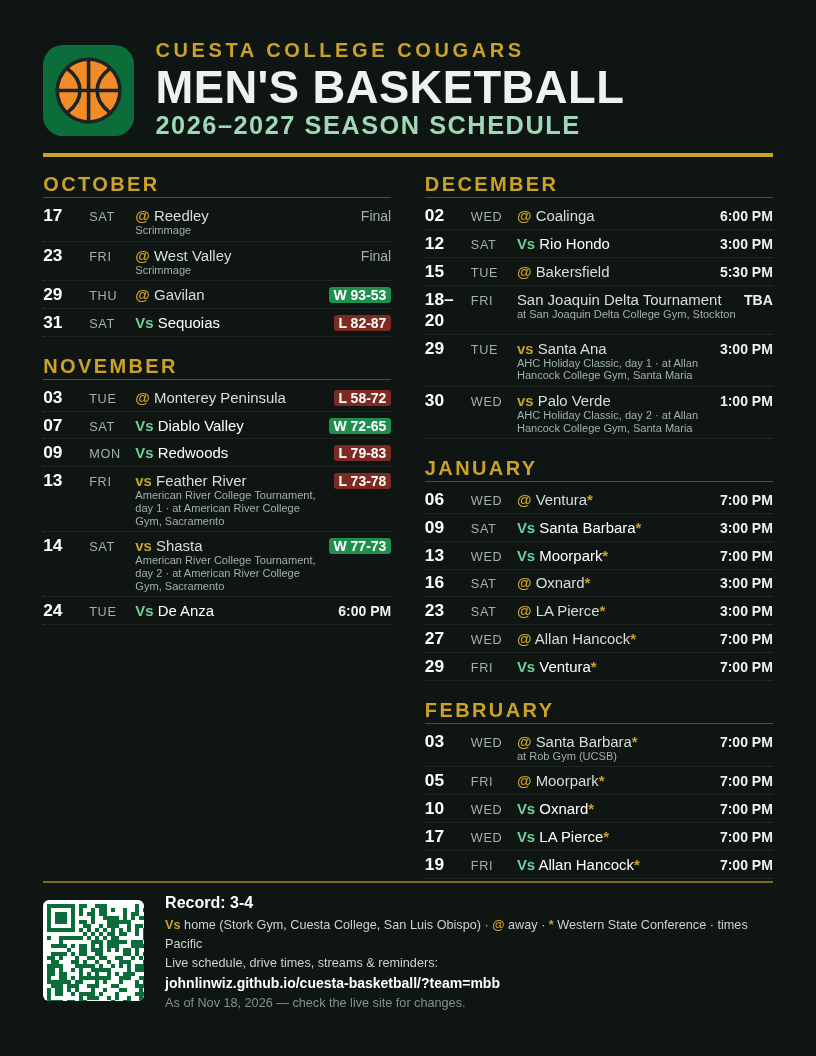 CUESTA COLLEGE COUGARS
MEN'S BASKETBALL
2026–2027 SEASON SCHEDULE
OCTOBER
17 SAT @ Reedley Final
Scrimmage
23 FRI @ West Valley Final
Scrimmage
29 THU @ Gavilan W 93-53
31 SAT Vs Sequoias L 82-87
NOVEMBER
03 TUE @ Monterey Peninsula L 58-72
07 SAT Vs Diablo Valley W 72-65
09 MON Vs Redwoods L 79-83
13 FRI vs Feather River L 73-78
American River College Tournament,
day 1 · at American River College
Gym, Sacramento
14 SAT vs Shasta W 77-73
American River College Tournament,
day 2 · at American River College
Gym, Sacramento
24 TUE Vs De Anza 6:00 PM
DECEMBER
02 WED @ Coalinga 6:00 PM
12 SAT Vs Rio Hondo 3:00 PM
15 TUE @ Bakersfield 5:30 PM
18– FRI San Joaquin Delta Tournament TBA
20 at San Joaquin Delta College Gym, Stockton
29 TUE vs Santa Ana 3:00 PM
AHC Holiday Classic, day 1 · at Allan
Hancock College Gym, Santa Maria
30 WED vs Palo Verde 1:00 PM
AHC Holiday Classic, day 2 · at Allan
Hancock College Gym, Santa Maria
JANUARY
06 WED @ Ventura* 7:00 PM
09 SAT Vs Santa Barbara* 3:00 PM
13 WED Vs Moorpark* 7:00 PM
16 SAT @ Oxnard* 3:00 PM
23 SAT @ LA Pierce* 3:00 PM
27 WED @ Allan Hancock* 7:00 PM
29 FRI Vs Ventura* 7:00 PM
FEBRUARY
03 WED @ Santa Barbara* 7:00 PM
at Rob Gym (UCSB)
05 FRI @ Moorpark* 7:00 PM
10 WED Vs Oxnard* 7:00 PM
17 WED Vs LA Pierce* 7:00 PM
19 FRI Vs Allan Hancock* 7:00 PM
Record: 3-4
Vs home (Stork Gym, Cuesta College, San Luis Obispo) · @ away · * Western State Conference · times
Pacific
Live schedule, drive times, streams & reminders:
johnlinwiz.github.io/cuesta-basketball/?team=mbb
As of Nov 18, 2026 — check the live site for changes.